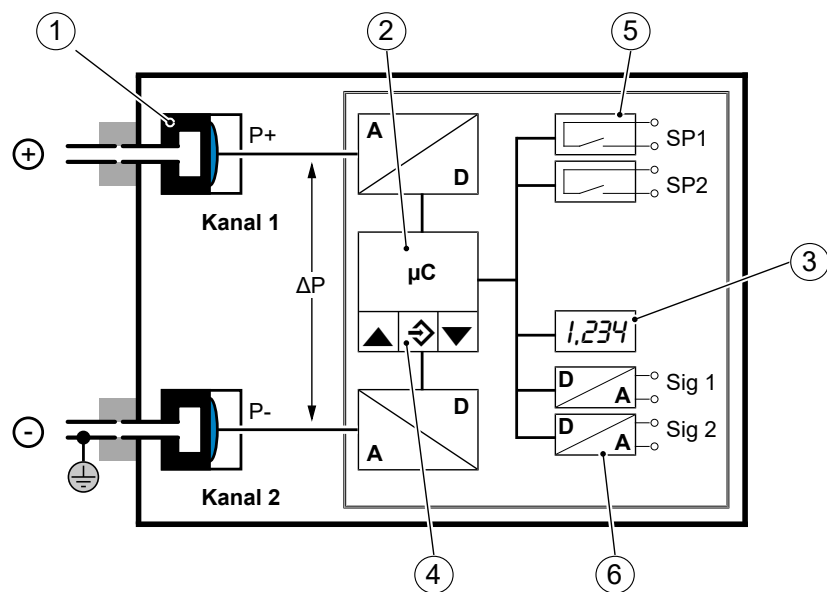 1
2
5
+
P+
A
D
SP1
Kanal 1
SP2
µC
3
ΔP
1,234
D
A
Sig 1
-
P-
D
A
D
A
Sig 2
Kanal 2
4
6